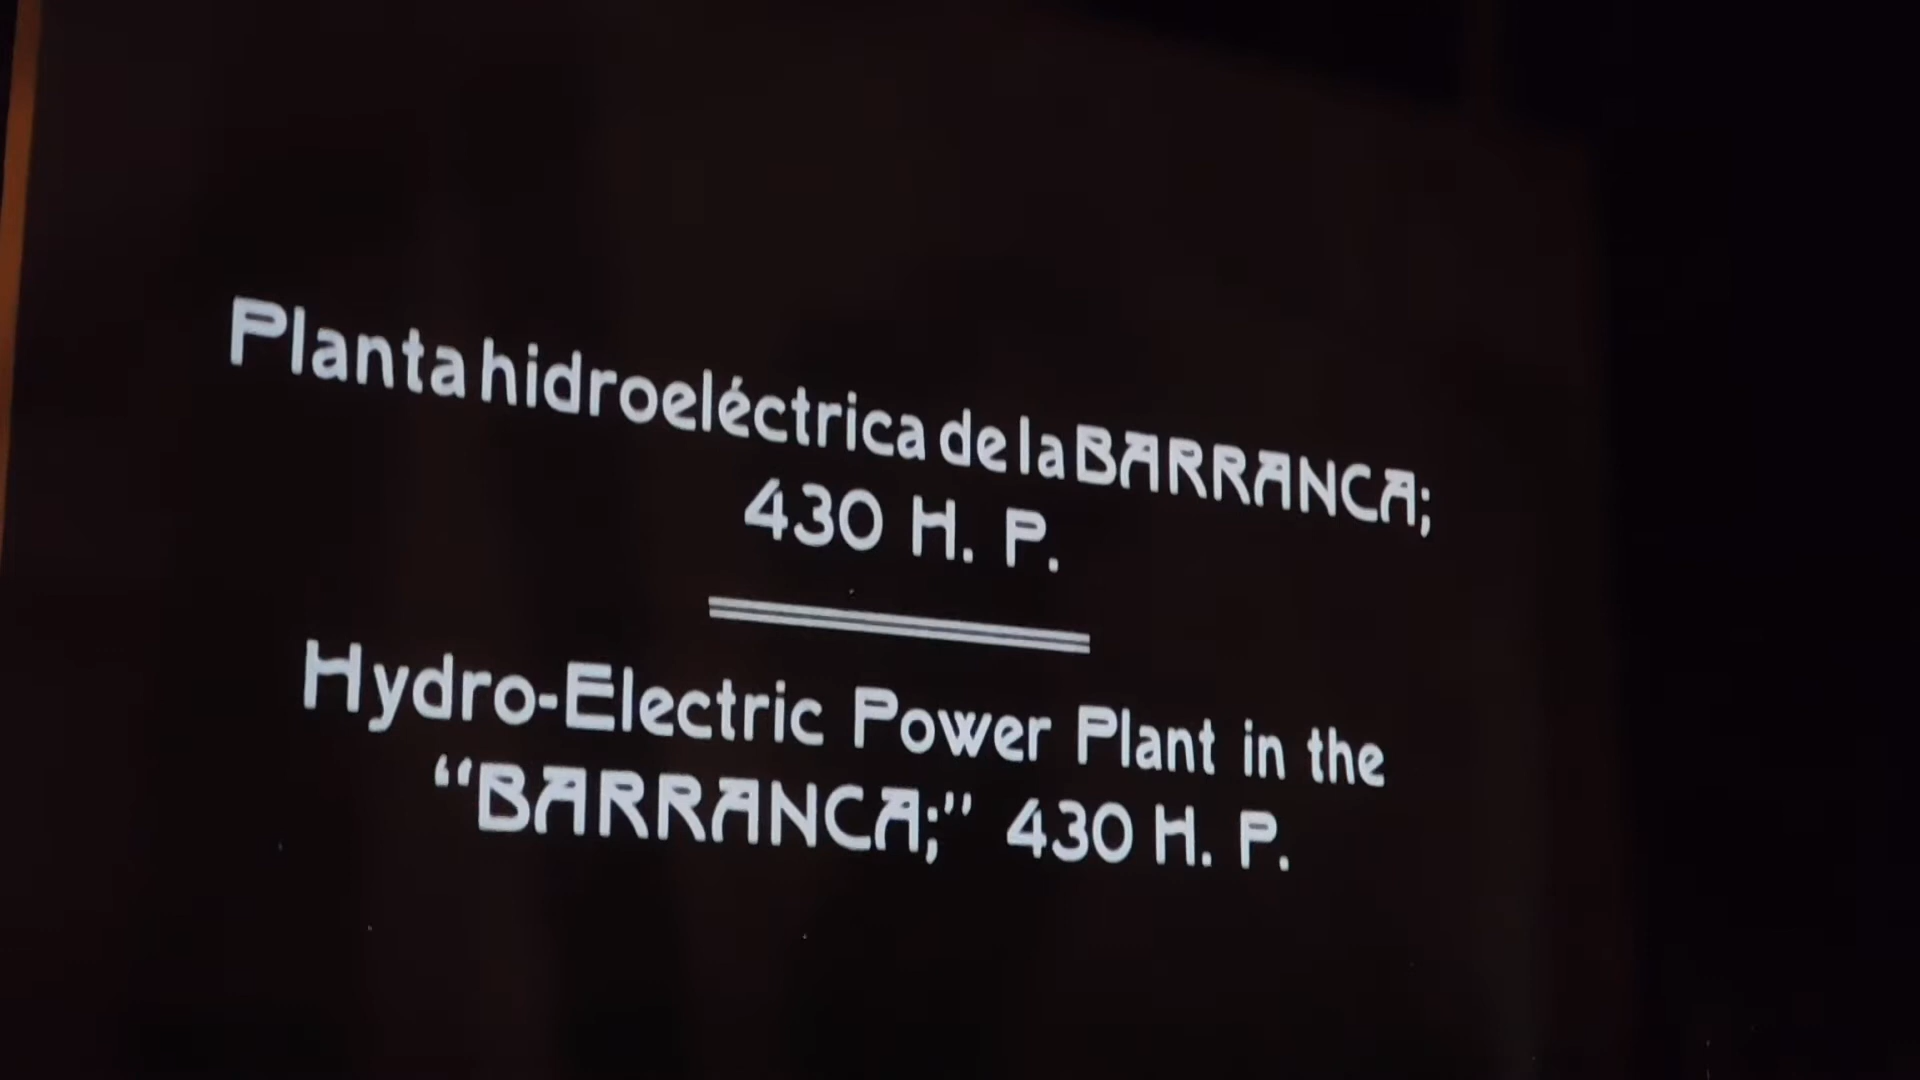 Planta hidroeléctrica de la BARRANCA;
430 H. P.
Hydro-Electric Power Plant in the
“BARRANCA;” 430 H. P.